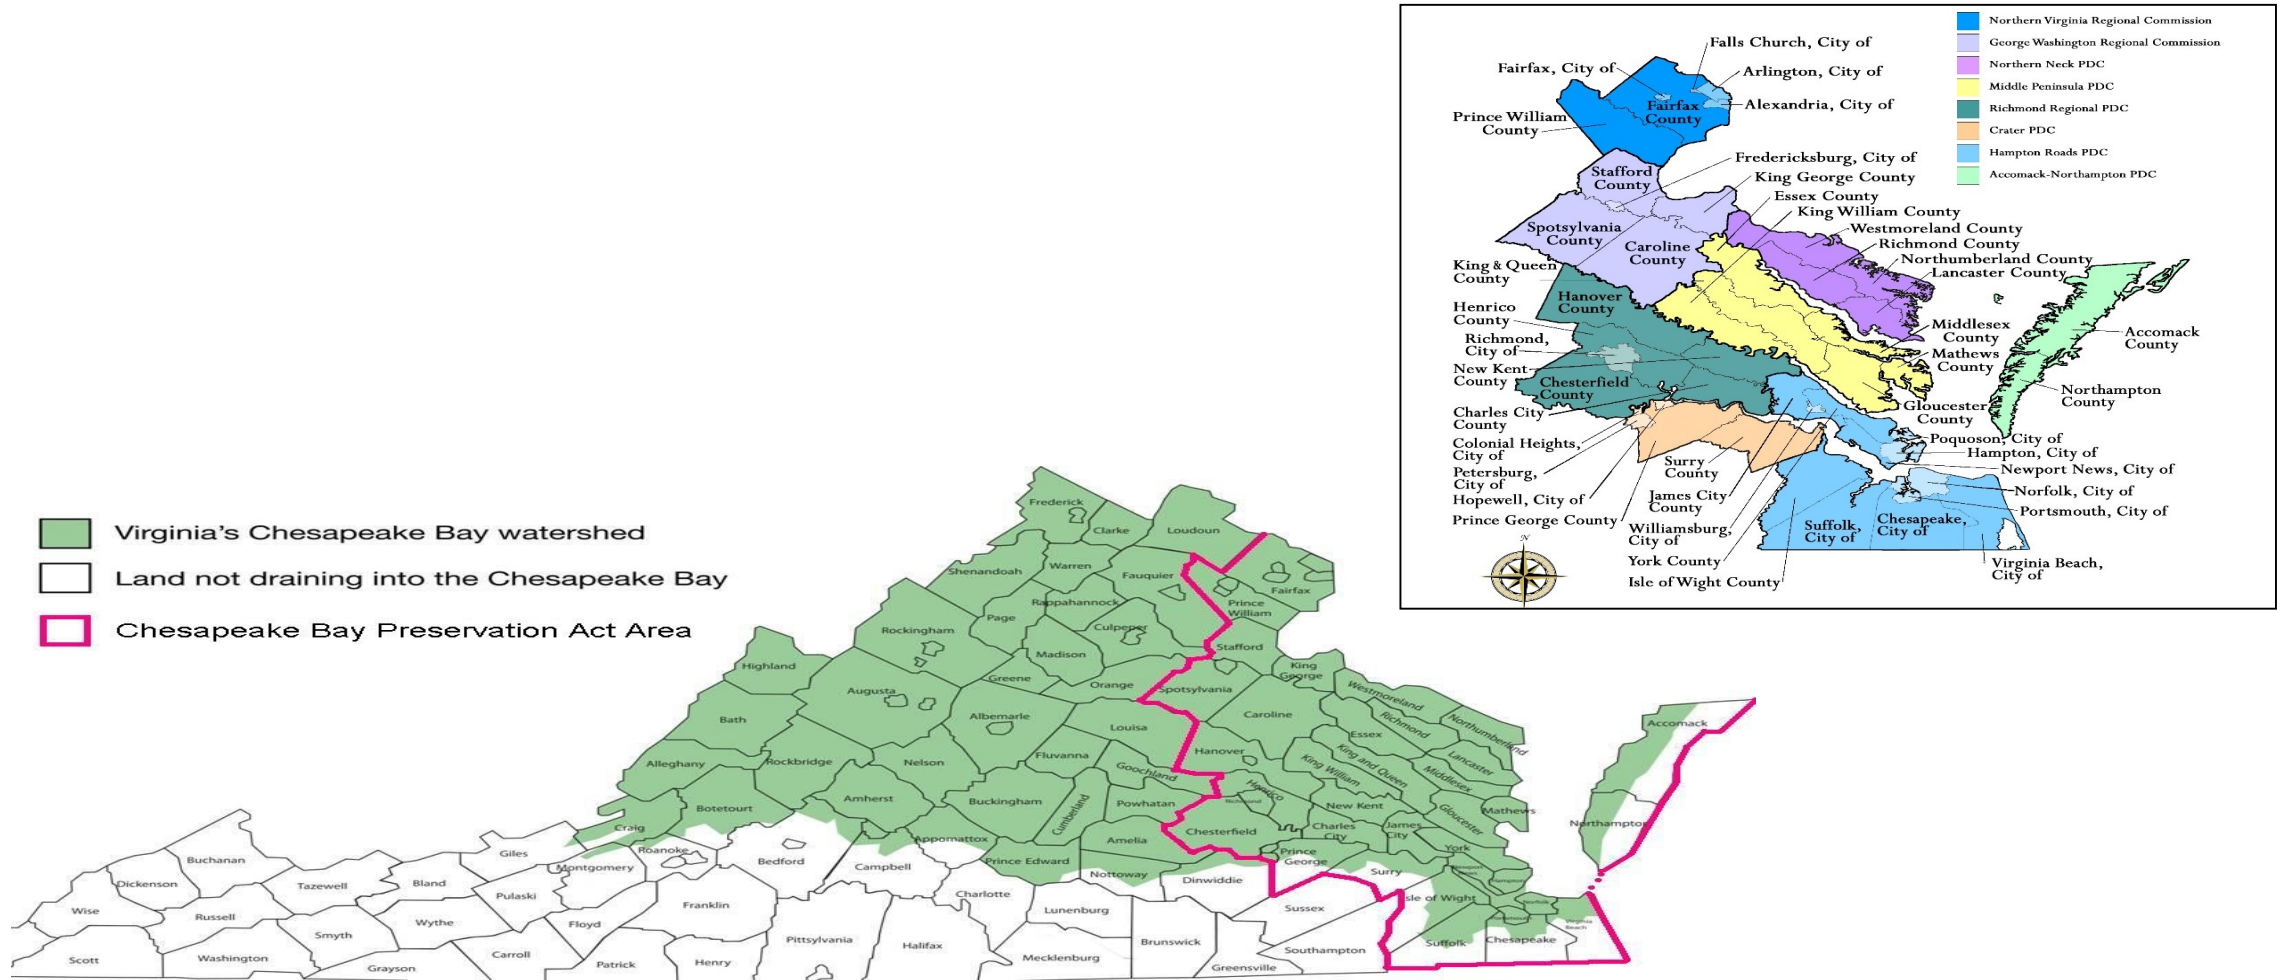 Northern Virginia Regional Commission
George Washington Regional Commission
Northern Neck PDC
Middle Peninsula PDC
Richmond Regional PDC
Crater PDC
Hampton Roads PDC
Accomack-Northampton PDC
Falls Church, City of
Fairfax, City of
Arlington, City of
Fairfax
County
Alexandria, City of
Prince William
County
Fredericksburg, City of
Stafford
County
King George County
Essex County
King William County
Spotsylvania
County
Caroline
County
Westmoreland County
Richmond County
Northumberland County
Lancaster County
King & Queen
County
Hanover
County
Henrico
County
Richmond,
City of
New Kent
County
Chesterfield
County
Middlesex
County
Mathews
County
Accomack
County
Northampton
County
Gloucester
County
Charles City
County
Colonial Heights,
City of
Petersburg,
City of
Hopewell, City of
Prince George County
Surry
County
James City
County
Williamsburg,
City of
York County
Isle of Wight County
Poquoson, City of
Hampton, City of
Newport News, City of
Norfolk, City of
Portsmouth, City of
Suffolk,
City of
Chesapeake,
City of
Virginia Beach,
City of
N
Virginia's Chesapeake Bay watershed
Land not draining into the Chesapeake Bay
Chesapeake Bay Preservation Act Area
Frederick
Clarke
Loudoun
Shenandoah
Warren
Fauquier
Fairfax
Prince
William
Rappahannock
Page
Culpeper
Rockingham
Madison
Stafford
Highland
Greene
Orange
King
George
Augusta
Spotsylvania
Westmoreland
Bath
Albemarle
Louisa
Caroline
Richmond
Northumberland
Accomack
Essex
Alleghany
Rockbridge
Nelson
Fluvanna
Goochland
Hanover
King and Queen
King William
Lancaster
Middlesex
Botetourt
Amherst
Buckingham
Cumberland
Powhatan
Henrico
Richmond
New Kent
Gloucester
Mathews
Northampton
Craig
Appomattox
Amelia
Chesterfield
Charles
City
James
City
York
Buchanan
Giles
Montgomery
Roanoke
Bedford
Campbell
Prince Edward
Nottoway
Dinwiddie
Prince
George
Surry
Newport
News
Hampton
Dickenson
Tazewell
Bland
Pulaski
Charlotte
Isle of Wight
Norfolk
Wise
Russell
Wythe
Floyd
Franklin
Lunenburg
Sussex
Portsmouth
Virginia
Beach
Smyth
Pittsylvania
Halifax
Brunswick
Southampton
Suffolk
Chesapeake
Scott
Washington
Grayson
Carroll
Patrick
Henry
Mecklenburg
Greensville